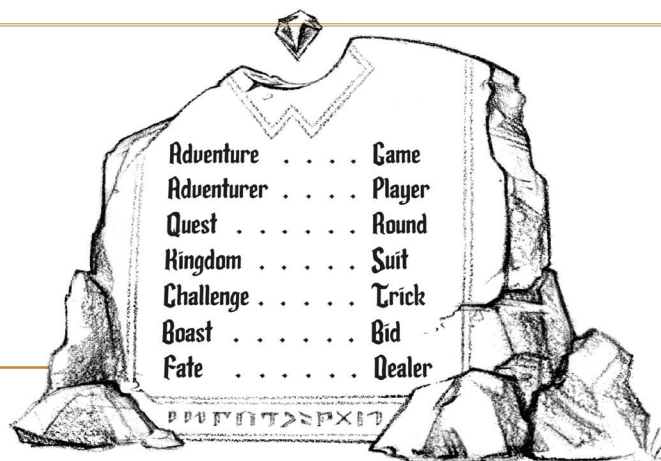 Adventure . . . . Game
Adventurer . . . . Player
Quest . . . . . . Round
Kingdom . . . . . Suit
Challenge . . . . . Trick
Boast . . . . . . Bid
Fate . . . . . . Dealer